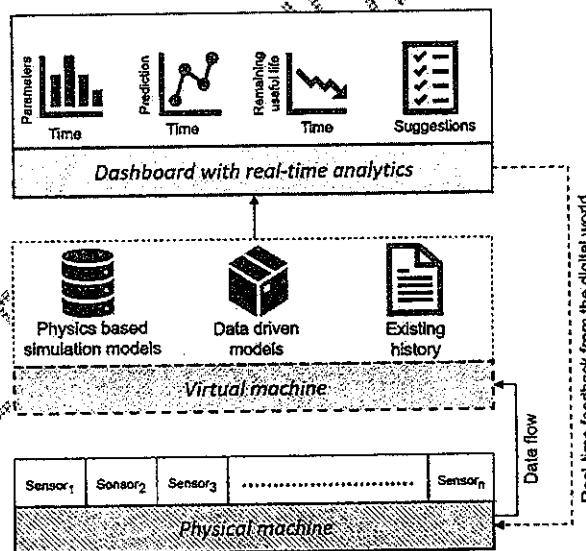 Parameters
Time
Prediction
Time
Remaining
useful life
Time
Suggestions
Dashboard with real-time analytics
Physics based
simulation models
Data driven
models
Existing
history
Virtual machine
Data flow
Real-time feedback from the digital world
Sensor1
Sensor2
Sensor3
Sensorn
Physical machine